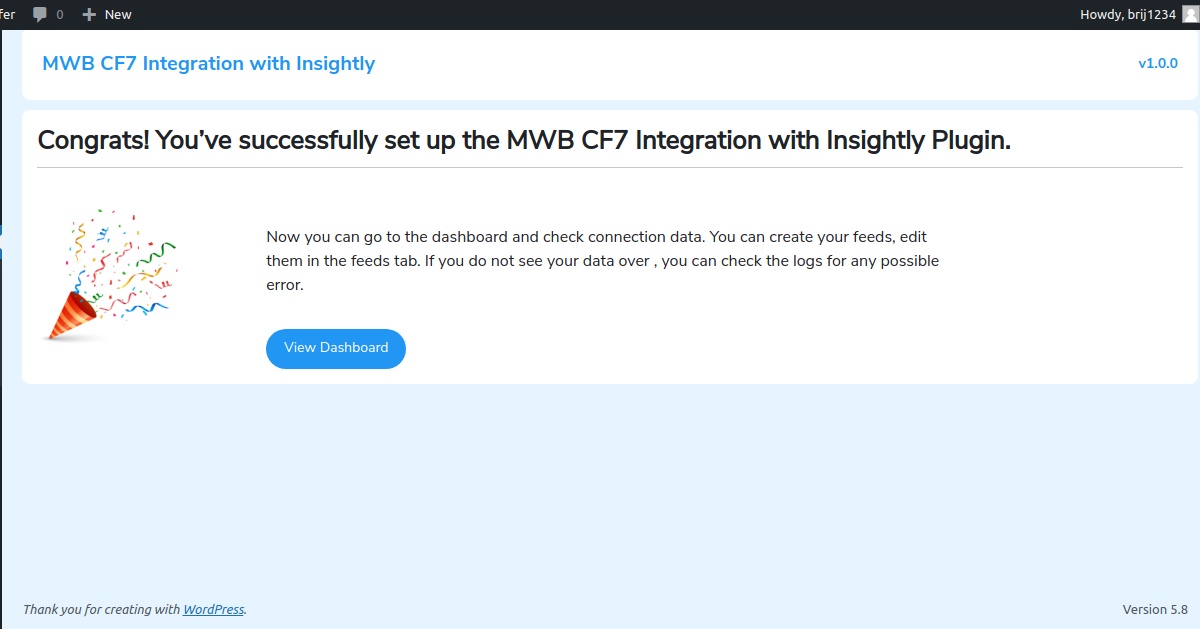 fer 0 New Howdy, brij1234
MWB CF7 Integration with Insightly v1.0.0
Congrats! You’ve successfully set up the MWB CF7 Integration with Insightly Plugin.
Now you can go to the dashboard and check connection data. You can create your feeds, edit
them in the feeds tab. If you do not see your data over , you can check the logs for any possible
error.
View Dashboard
Thank you for creating with WordPress. Version 5.8